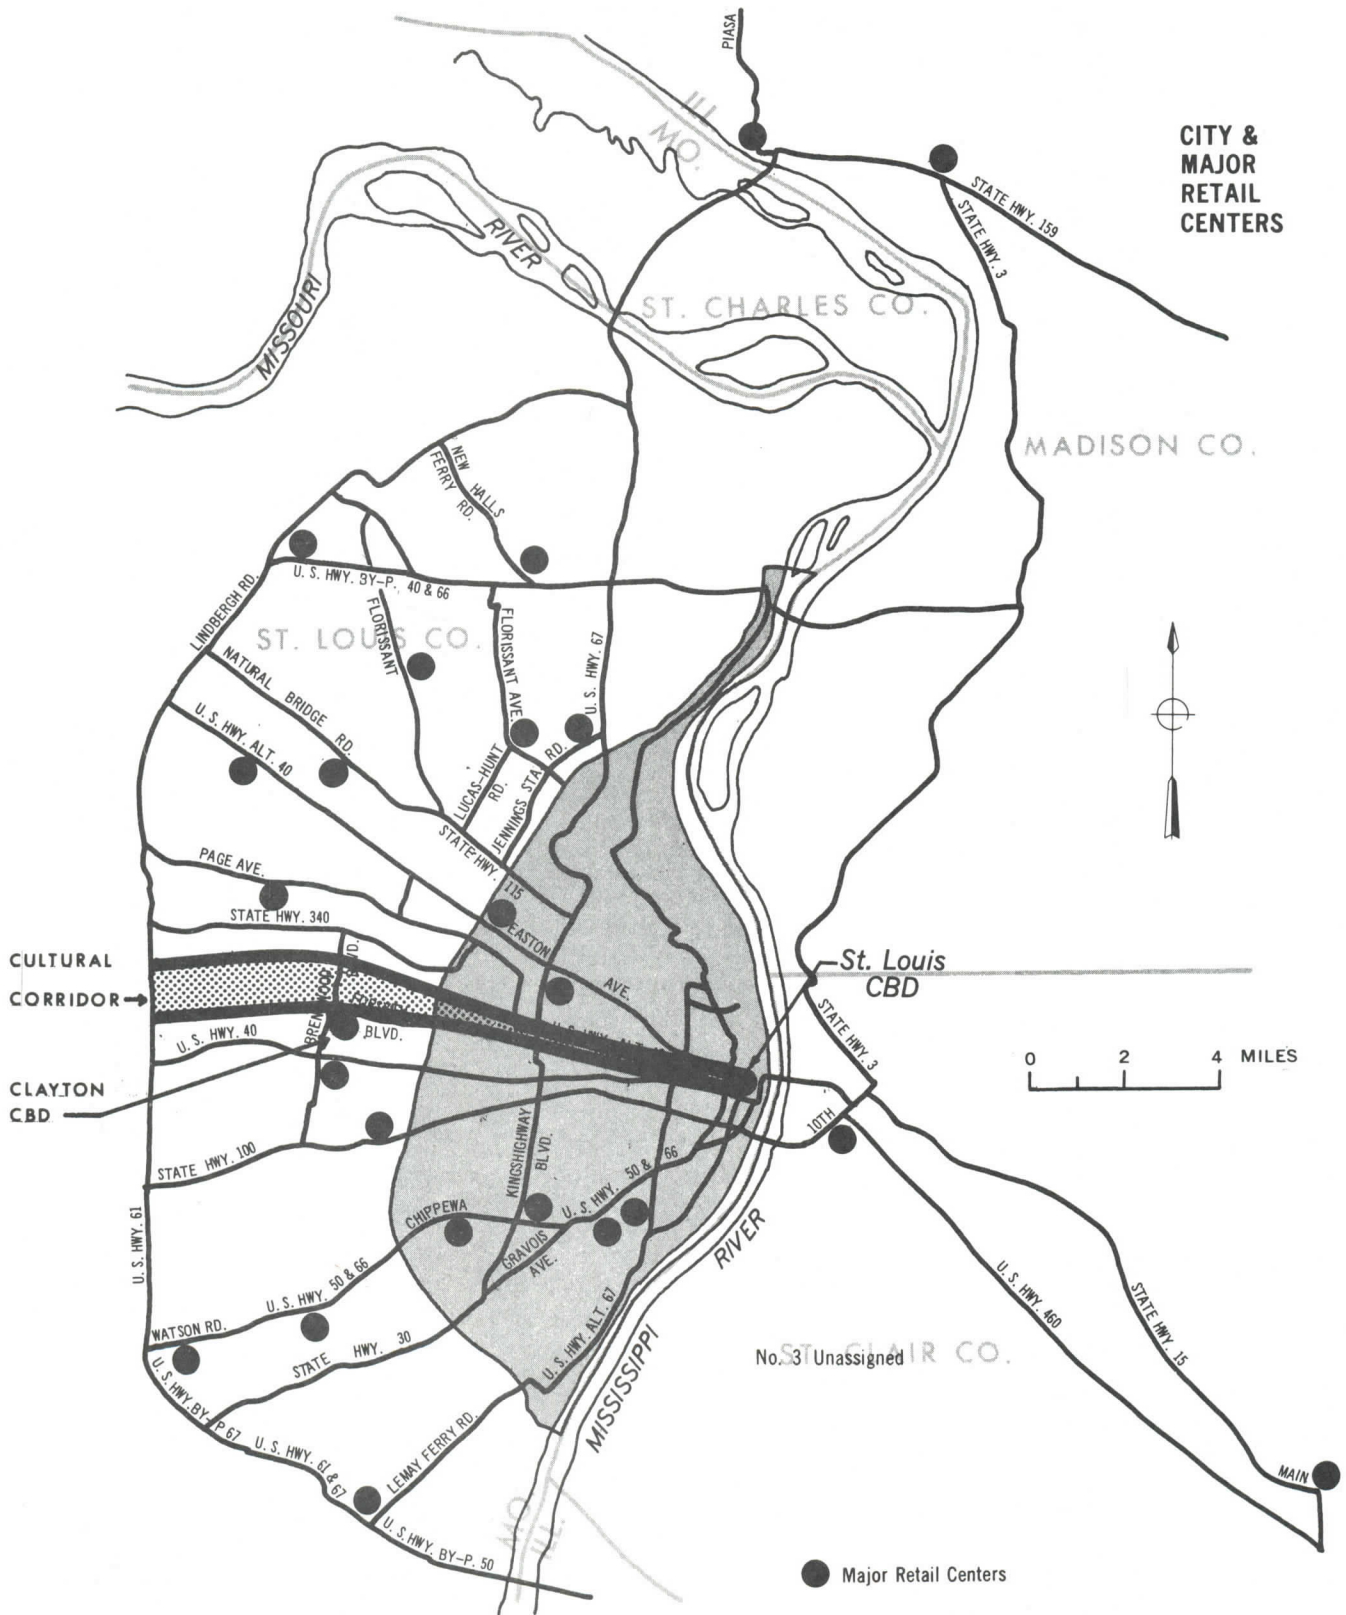 PIASA
ILL
MO.
CITY &
MAJOR
RETAIL
CENTERS
STATE HWY. 159
STATE HWY. 3
RIVER
MISSOURI
ST. CHARLES CO.
MADISON CO.
NEW HALLS
FERRY RD.
U. S. HWY. BY-P. 40 & 66
LINDBERGH RD.
ST. LOUIS CO.
FLORISSANT
FLORISSANT AVE.
U. S. HWY. 67
NATURAL BRIDGE RD.
U. S. HWY. ALT. 40
LUCAS-HUNT
RD.
JENNINGS STA. RD.
STATE HWY. 115
PAGE AVE.
STATE HWY. 340
EASTON AVE.
CULTURAL
CORRIDOR
St. Louis
CBD
BLVD.
FORSYTH
BLVD.
U. S. HWY. 40
U. S. HWY. ALT.
STATE HWY. 3
0 2 4 MILES
CLAYTON
CBD
10TH
STATE HWY. 100
KINGSHIGHWAY
BLVD.
U. S. HWY. 50 & 66
CHIPPEWA
GRAVOIS
AVE.
U. S. HWY. 61
RIVER
U. S. HWY. 50 & 66
WATSON RD.
STATE HWY. 30
U. S. HWY. ALT. 67
U. S. HWY. 460
STATE HWY. 15
ST. CLAIR CO.
No. 3 Unassigned
MISSISSIPPI
U. S. HWY. BY-P 67
U. S. HWY. 61 & 67
LEMAY FERRY RD.
MAIN
MO.
ILL.
U. S. HWY. BY-P. 50
Major Retail Centers